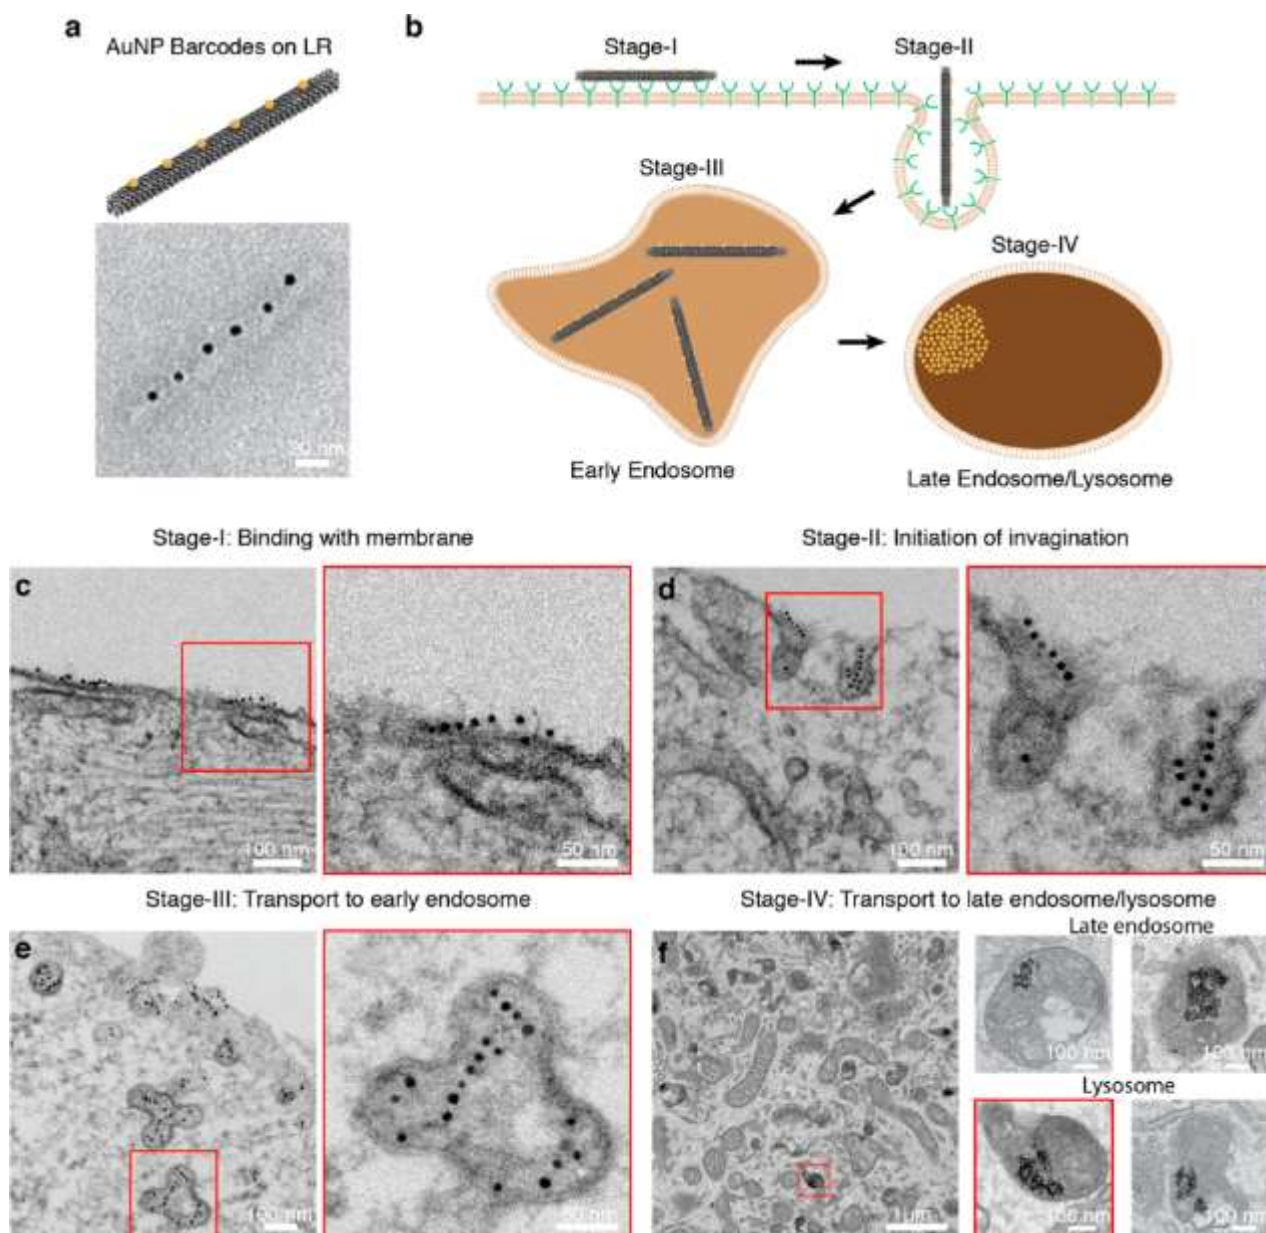 a
AuNP Barcodes on LR
20 nm
b
Stage-I
Stage-II
Stage-III
Stage-IV
Early Endosome
Late Endosome/Lysosome
Stage-I: Binding with membrane
Stage-II: Initiation of invagination
c
100 nm
50 nm
d
100 nm
50 nm
Stage-III: Transport to early endosome
Stage-IV: Transport to late endosome/lysosome
e
100 nm
50 nm
f
1μm
Late endosome
100 nm
100 nm
Lysosome
100 nm
100 nm